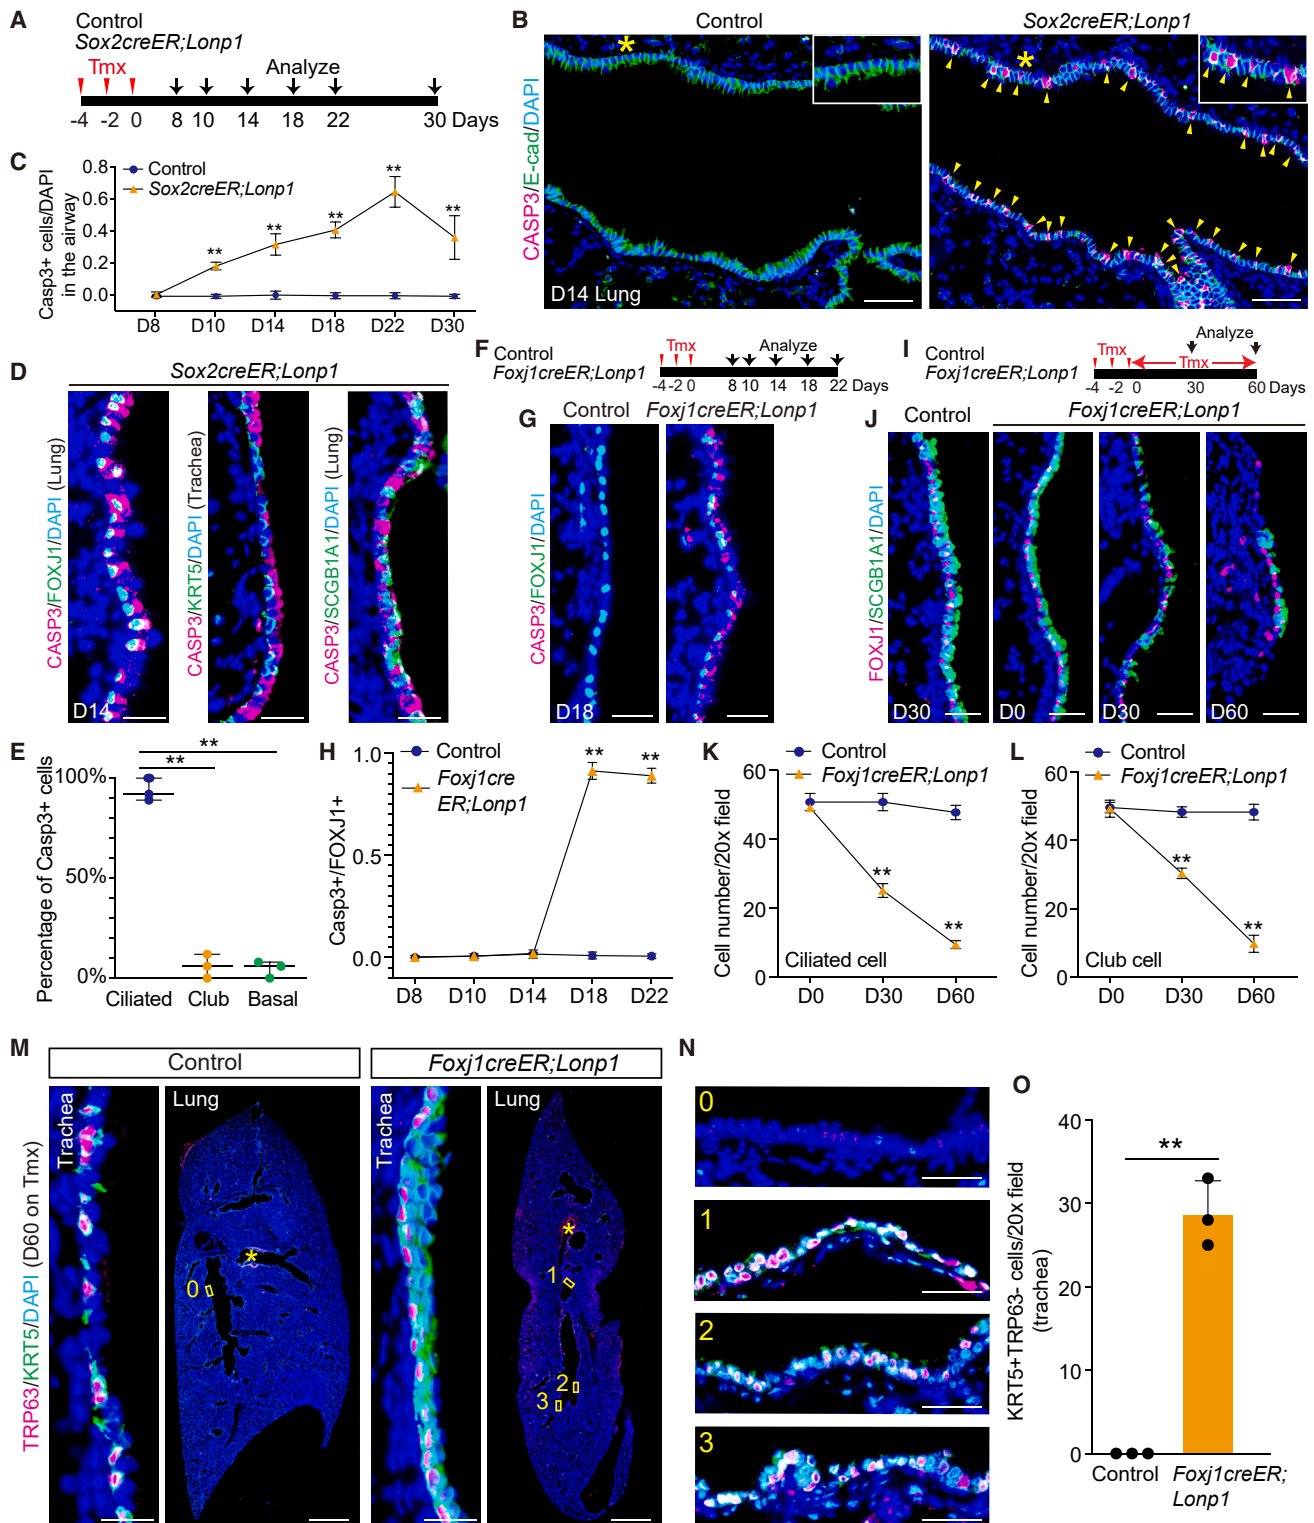 A
Control
Sox2creER;Lonp1
Tmx
Analyze
-4 -2 0 8 10 14 18 22 30 Days
B
Control
Sox2creER;Lonp1
CASP3/E-cad/DAPI
*
*
D14 Lung
C
Control
Sox2creER;Lonp1
Casp3+ cells/DAPI
in the airway
0.8
0.6
0.4
0.2
0.0
** ** ** ** **
D8 D10 D14 D18 D22 D30
D
Sox2creER;Lonp1
CASP3/FOXJ1/DAPI (Lung)
CASP3/KRT5/DAPI (Trachea)
CASP3/SCGB1A1/DAPI (Lung)
D14
E
Percentage of Casp3+ cells
100%
50%
0%
**
**
Ciliated Club Basal
F
Control
Foxj1creER;Lonp1
Tmx
Analyze
-4 -2 0 8 10 14 18 22 Days
G
Control
Foxj1creER;Lonp1
CASP3/FOXJ1/DAPI
D18
H
Control
Foxj1cre
ER;Lonp1
Casp3+/FOXJ1+
1.0
0.5
0.0
** **
D8 D10 D14 D18 D22
I
Control
Foxj1creER;Lonp1
Analyze
Tmx
Tmx
-4 -2 0 30 60 Days
J
Control
Foxj1creER;Lonp1
FOXJ1/SCGB1A1/DAPI
D30
D0
D30
D60
K
Control
Foxj1creER;Lonp1
Cell number/20x field
60
40
20
0
**
**
Ciliated cell
D0 D30 D60
L
Control
Foxj1creER;Lonp1
Cell number/20x field
60
40
20
0
**
**
Club cell
D0 D30 D60
M
Control
Foxj1creER;Lonp1
TRP63/KRT5/DAPI (D60 on Tmx)
Trachea
Lung
*
0
Trachea
Lung
*
1
2
3
N
0
1
2
3
O
KRT5+TRP63- cells/20x field
(trachea)
40
30
20
10
0
**
Control
Foxj1creER;
Lonp1